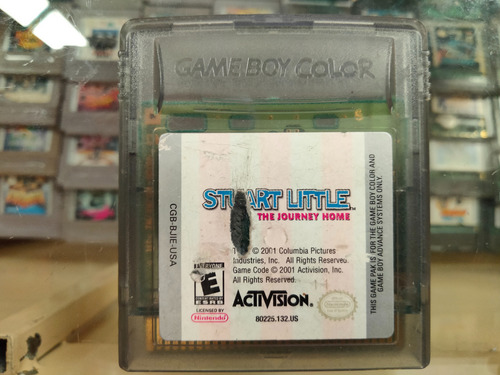 GAME BOY COLOR
STUART LITTLE
THE JOURNEY HOME
© 2001 Columbia Pictures
Industries, Inc. All Rights Reserved.
Game Code © 2001 Activision, Inc.
All Rights Reserved.
EVERYONE
E
ESRB
ACTIVISION.
LICENSED BY
Nintendo
80225.132.US
CGB-BJIE-USA
THIS GAME PAK IS FOR THE GAME BOY COLOR AND
GAME BOY ADVANCE SYSTEMS ONLY.